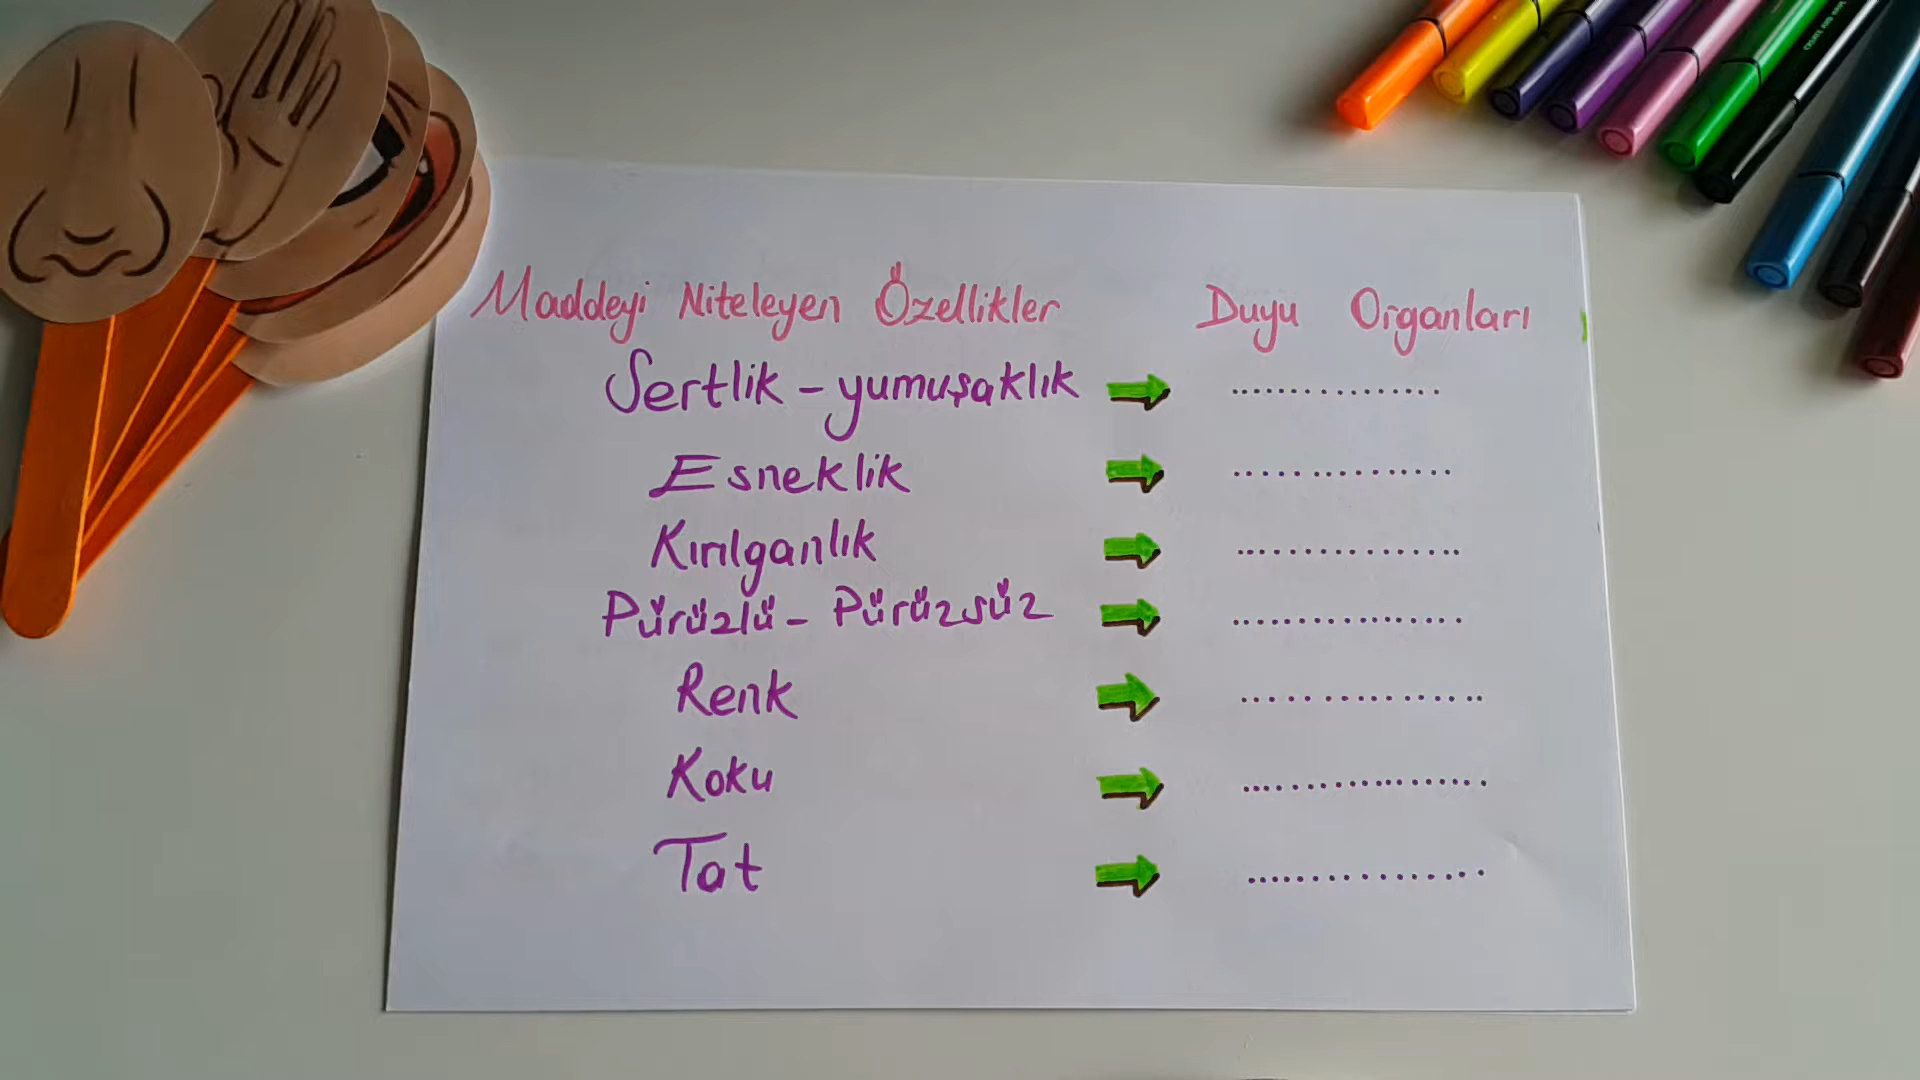 Maddeyi Niteleyen Özellikler Duyu Organları
Sertlik - yumuşaklık ...............
Esneklik ...............
Kırılganlık ...............
Pürüzlü - Pürüzsüz ...............
Renk ...............
Koku ...............
Tat ...............